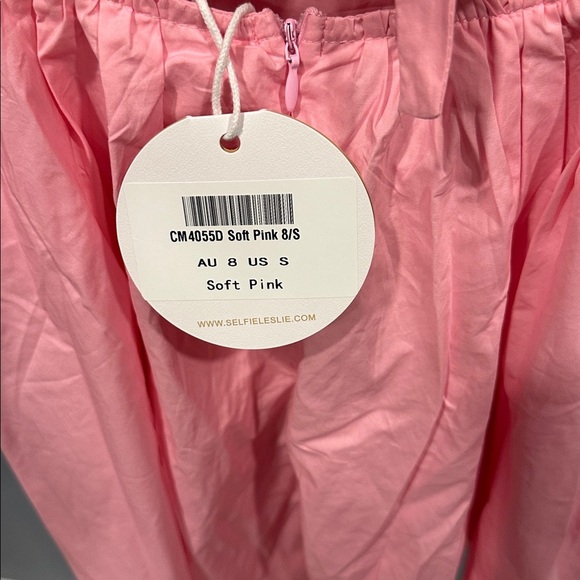 CM4055D Soft Pink 8/S
AU 8 US S
Soft Pink
WWW.SELFIELESLIE.COM